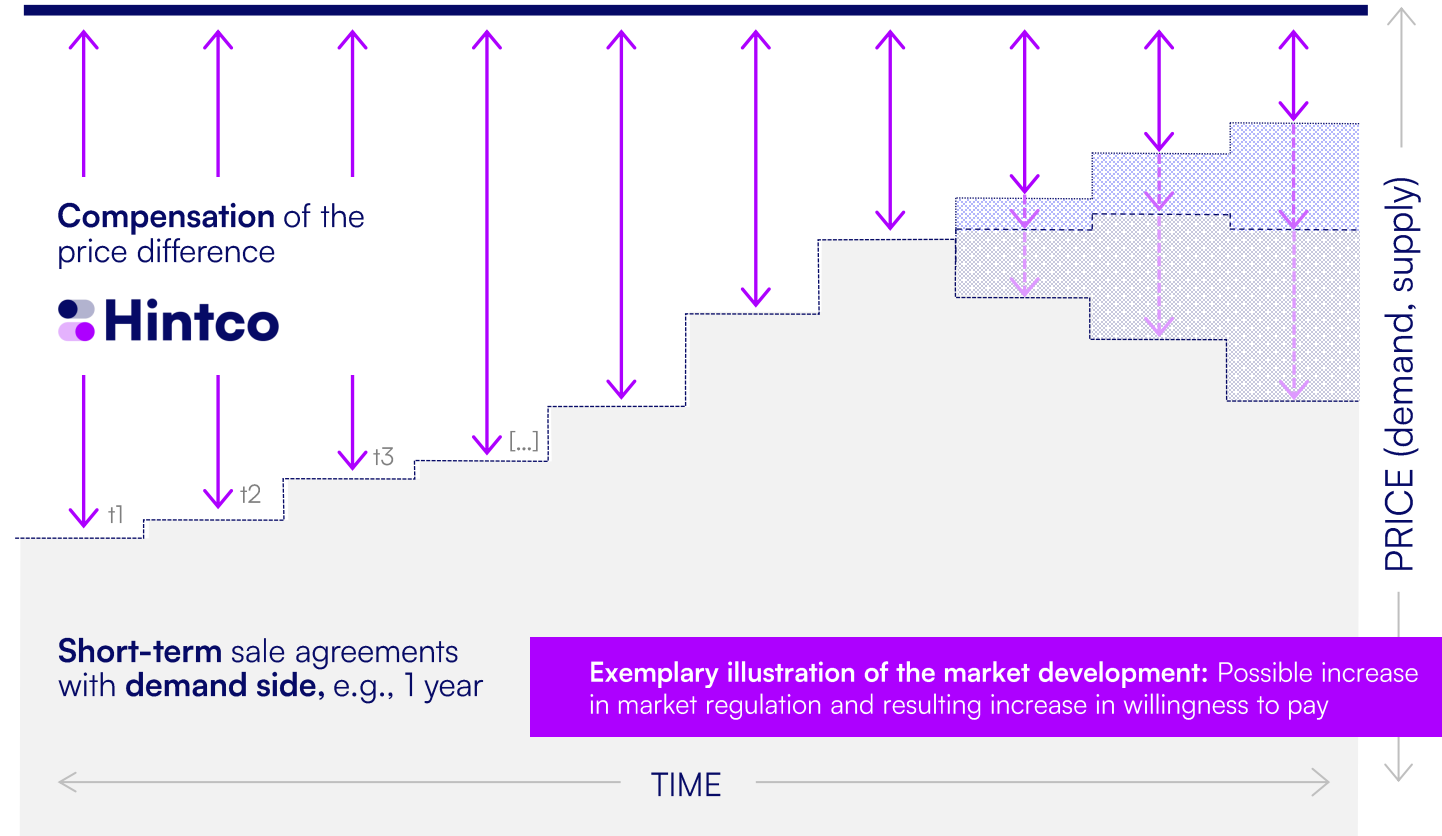 Compensation of the
price difference
Hintco
t1
t2
t3
[...]
Short-term sale agreements
with demand side, e.g., 1 year
Exemplary illustration of the market development: Possible increase
in market regulation and resulting increase in willingness to pay
TIME
PRICE (demand, supply)